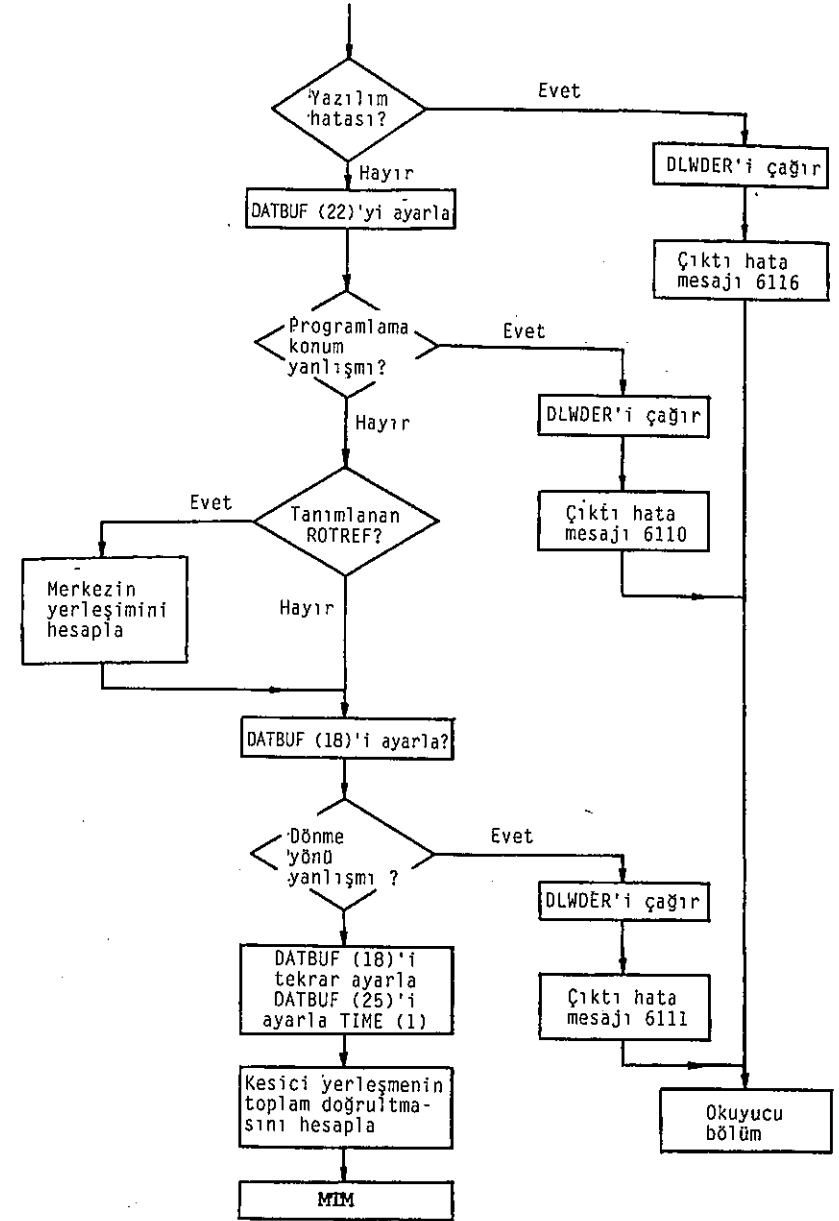 Yazılım
hatası?
Evet
Hayır
DLWDER'i çağır
DATBUF (22)'yi ayarla
Çıktı hata
mesajı 6116
Programlama
konum
yanlışmı?
Evet
Hayır
DLWDER'i çağır
Evet
Tanımlanan
ROTREF?
Çıktı hata
mesajı 6110
Merkezin
yerleşimini
hesapla
Hayır
DATBUF (18)'i ayarla?
Dönme
yönü
yanlışmı ?
Evet
DLWDER'i çağır
DATBUF (18)'i
tekrar ayarla
DATBUF (25)'i
ayarla TIME (1)
Çıktı hata
mesajı 6111
Kesici yerleşmenin
toplam doğrultma-
sını hesapla
Okuyucu
bölüm
MTM